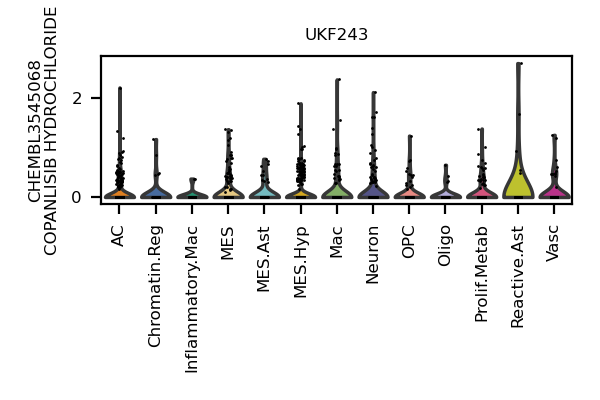 UKF243
CHEMBL3545068
COPANLISIB HYDROCHLORIDE
2
0
AC
Chromatin.Reg
Inflammatory.Mac
MES
MES.Ast
MES.Hyp
Mac
Neuron
OPC
Oligo
Prolif.Metab
Reactive.Ast
Vasc